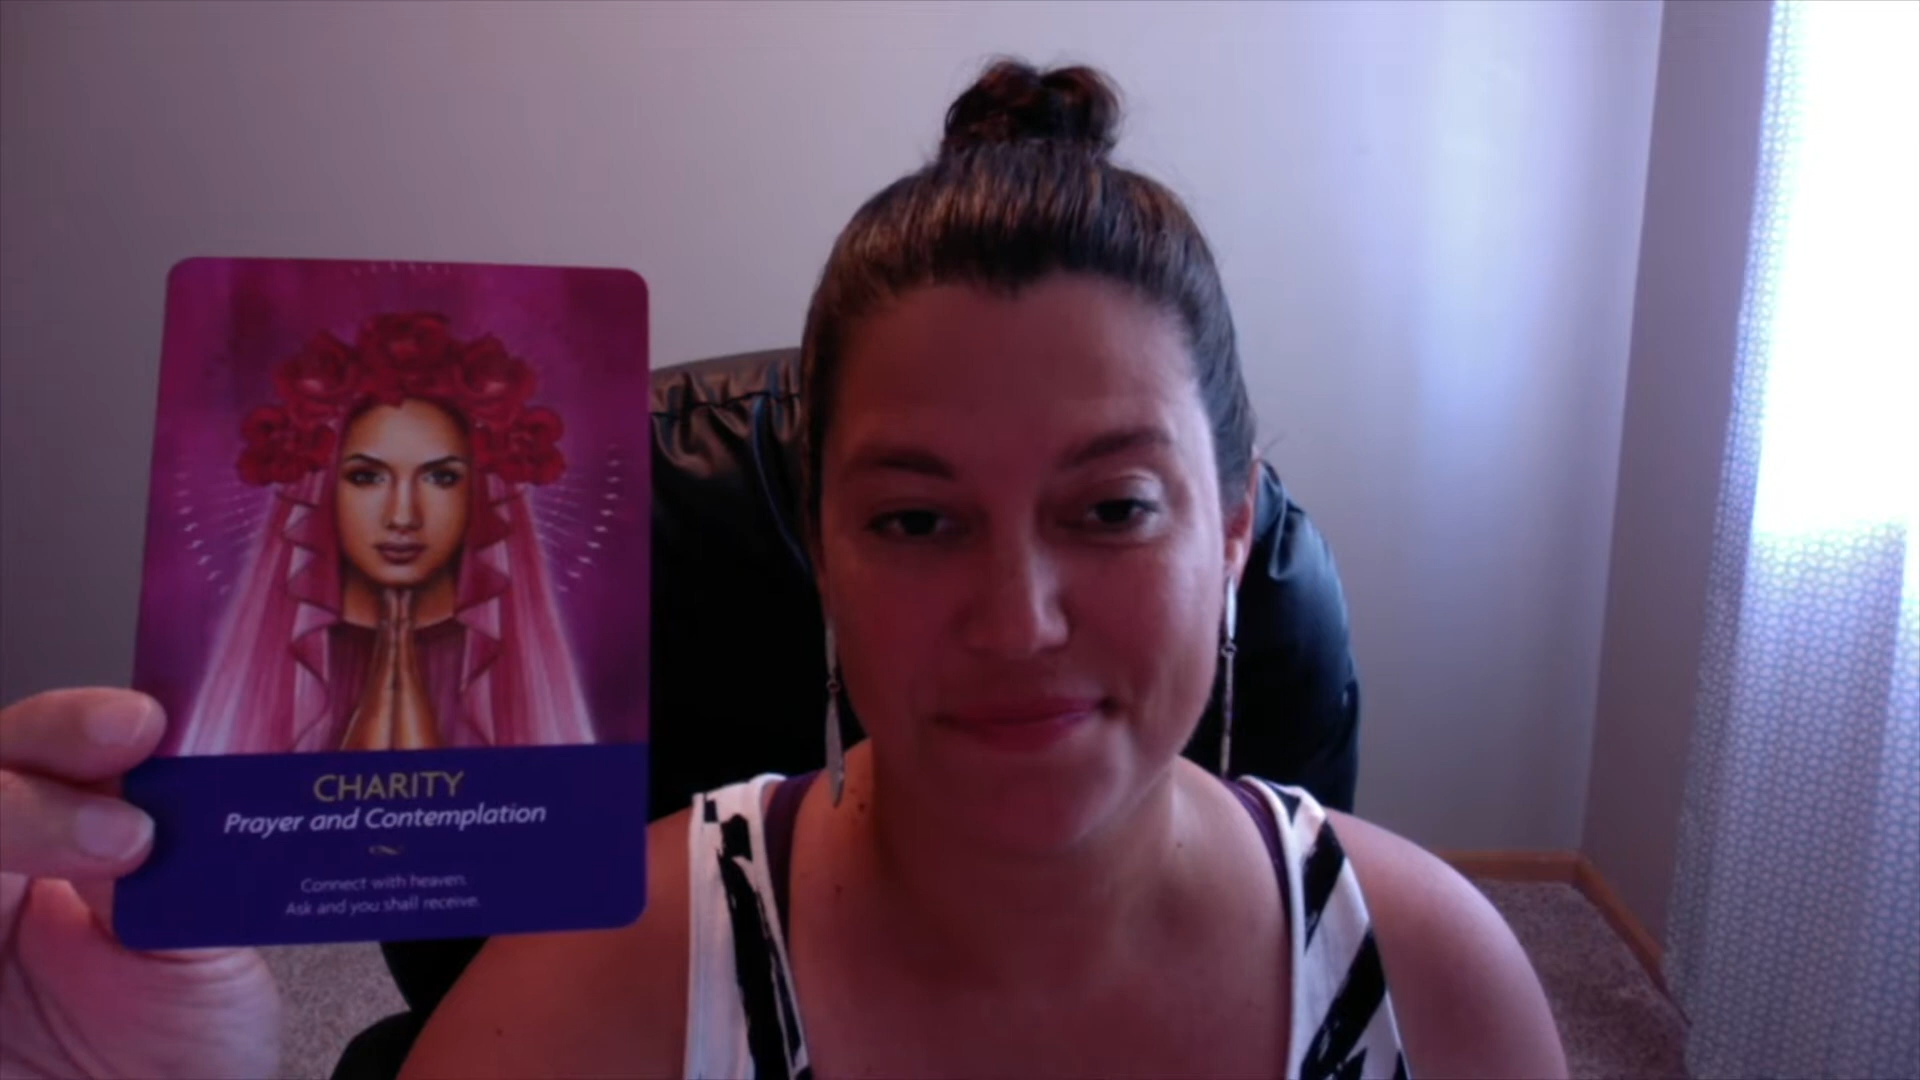 CHARITY
Prayer and Contemplation
Connect with heaven.
Ask and you shall receive.